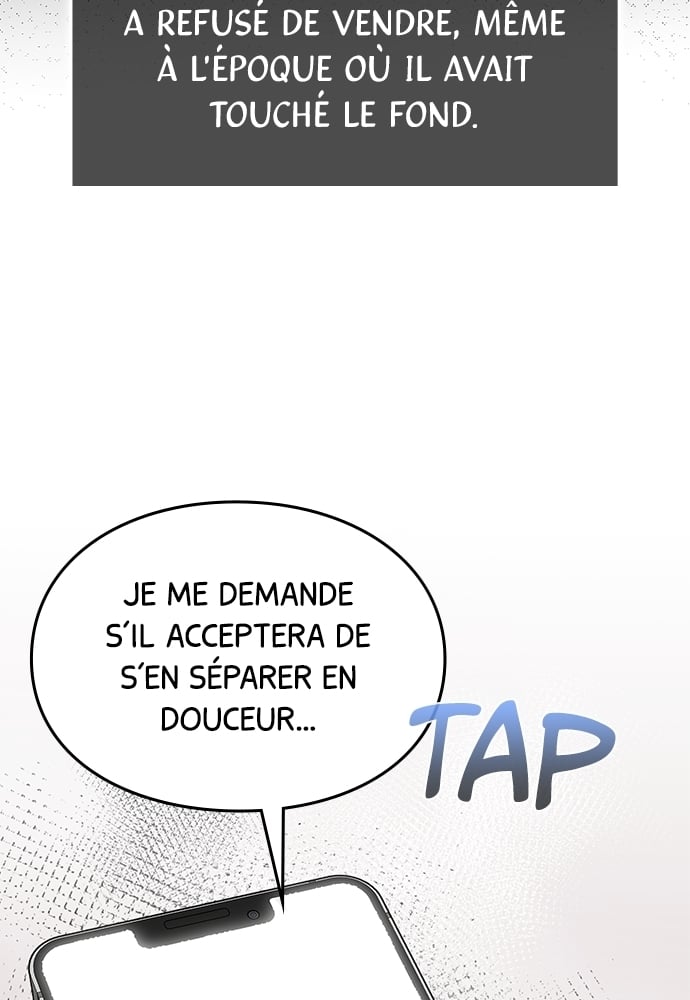 A REFUSÉ DE VENDRE, MÊME
À L'ÉPOQUE OÙ IL AVAIT
TOUCHÉ LE FOND.
JE ME DEMANDE
S'IL ACCEPTERA DE
S'EN SÉPARER EN
DOUCEUR...
TAP